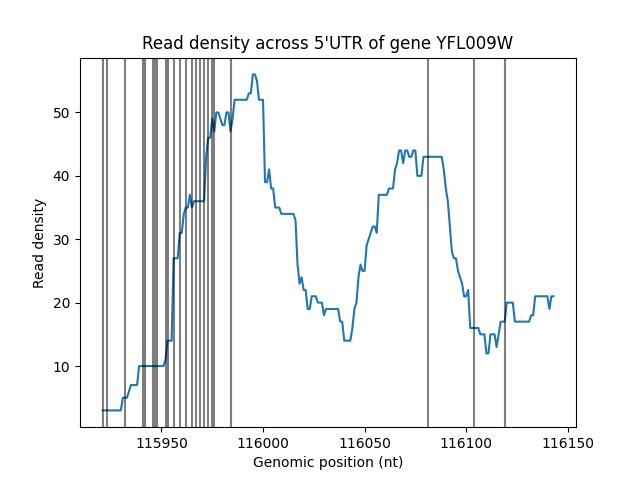 Read density across 5'UTR of gene YFL009W
Read density
50
40
30
20
10
115950 116000 116050 116100 116150
Genomic position (nt)